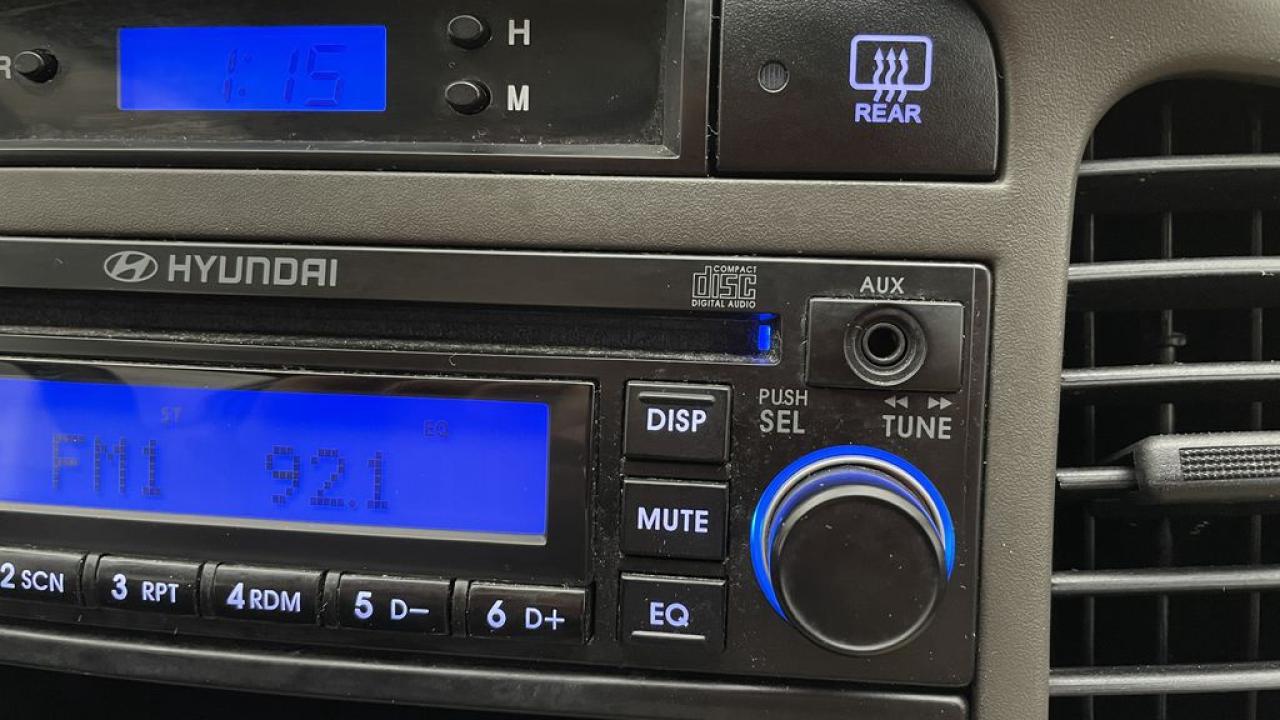 R
1:15
H
M
REAR
HYUNDAI
COMPACT
disc
DIGITAL AUDIO
AUX
ST
EQ
FM1 92.1
DISP
MUTE
EQ
PUSH
SEL
TUNE
2 SCN
3 RPT
4 RDM
5 D−
6 D+